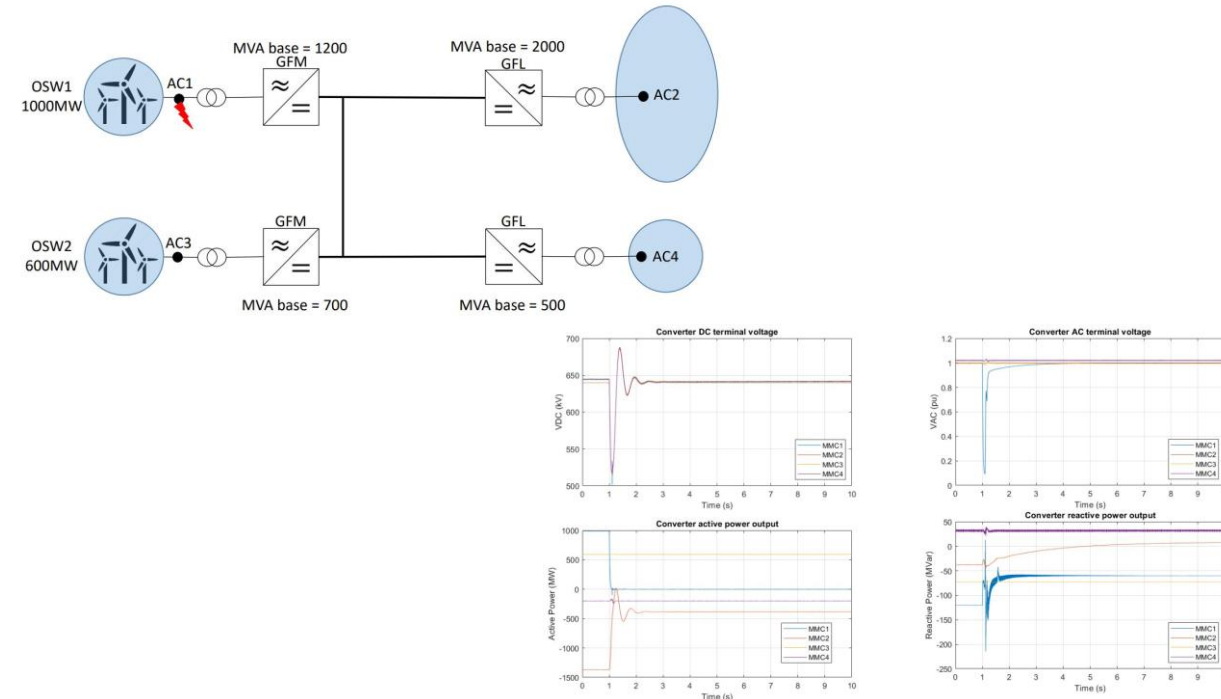 MVA base = 1200
MVA base = 2000
GFM
GFL
OSW1
1000MW
AC1
AC2
GFM
GFL
OSW2
600MW
AC3
AC4
MVA base = 700
MVA base = 500
Converter DC terminal voltage
VDC (kV)
700
650
600
550
500
0 1 2 3 4 5 6 7 8 9 10
Time (s)
MMC1
MMC2
MMC3
MMC4
Converter AC terminal voltage
VAC (pu)
1.2
1
0.8
0.6
0.4
0.2
0
0 1 2 3 4 5 6 7 8 9
Time (s)
MMC1
MMC2
MMC3
MMC4
Converter active power output
Active Power (MW)
1000
500
0
-500
-1000
-1500
0 1 2 3 4 5 6 7 8 9 10
Time (s)
MMC1
MMC2
MMC3
MMC4
Converter reactive power output
Reactive Power (MVar)
50
0
-50
-100
-150
-200
-250
0 1 2 3 4 5 6 7 8 9
Time (s)
MMC1
MMC2
MMC3
MMC4